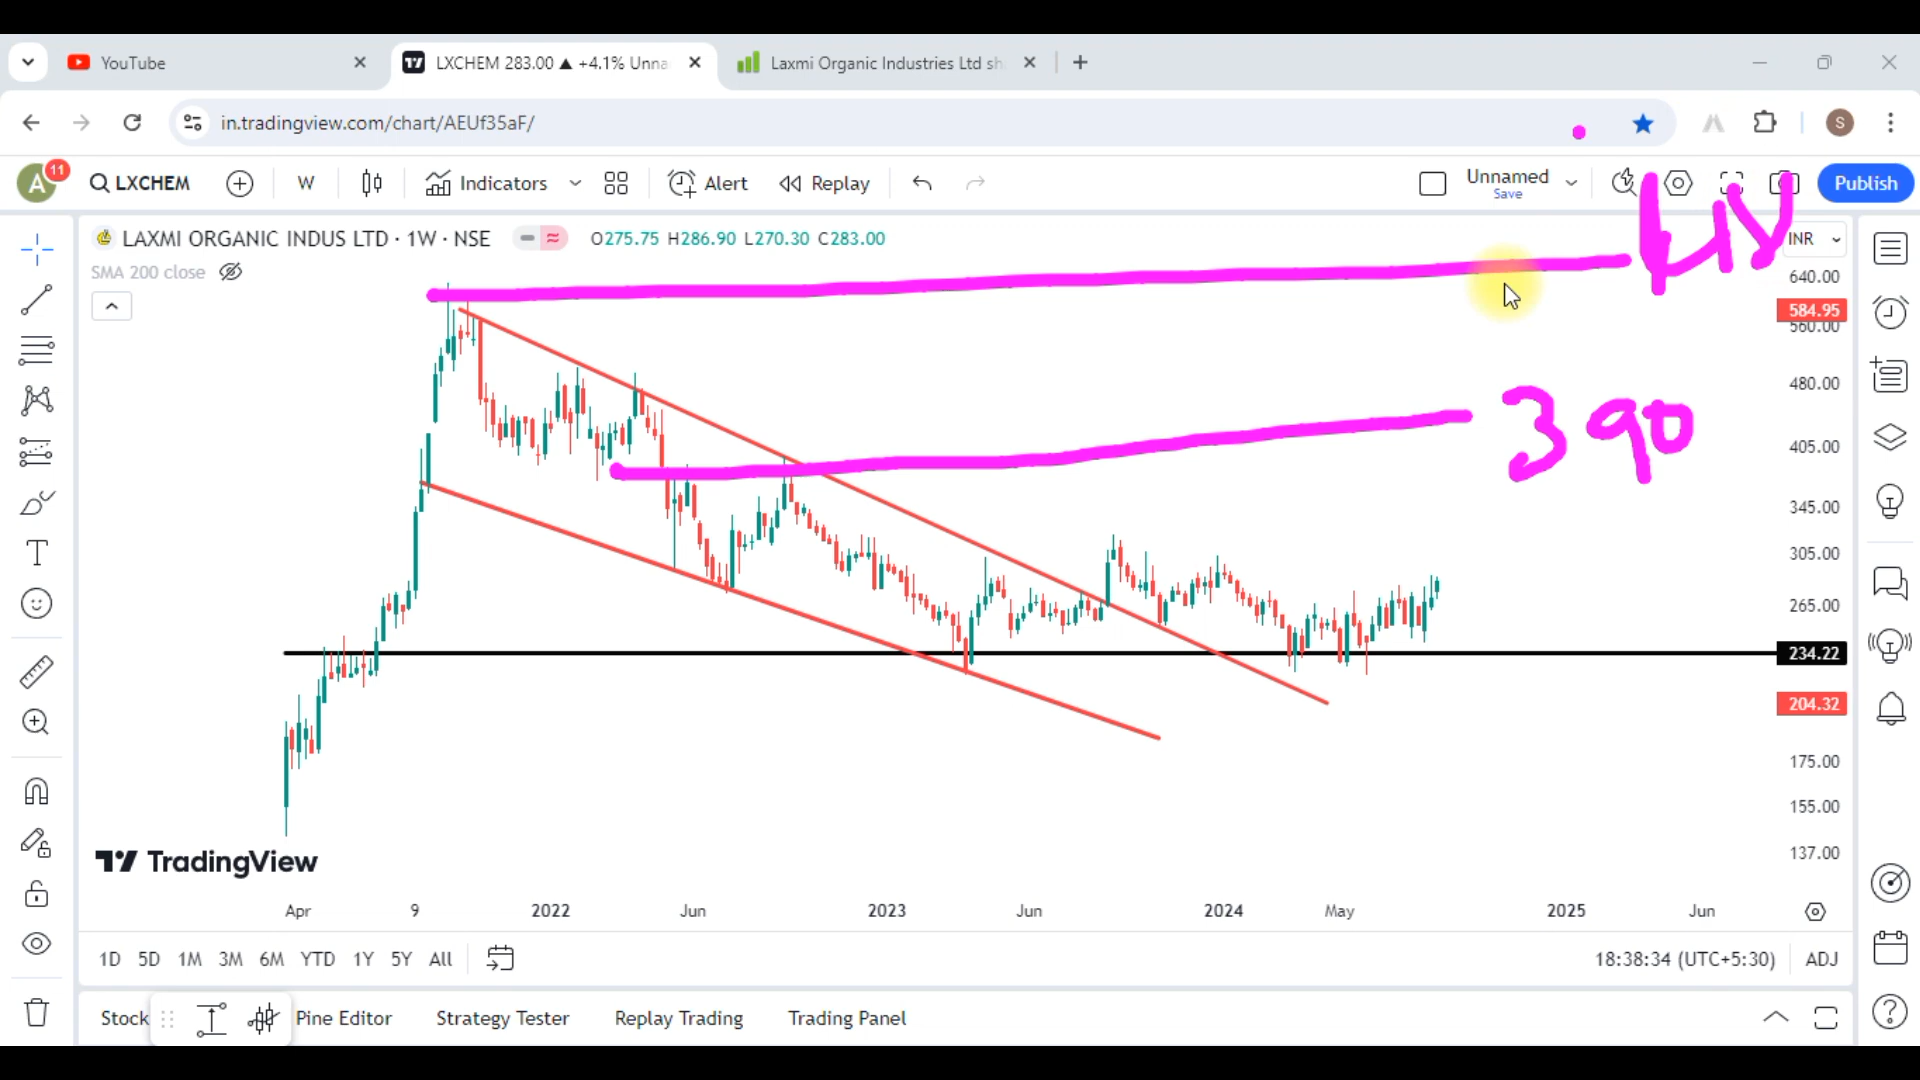 YouTube
LXCHEM 283.00 ▲ +4.1% Unna
Laxmi Organic Industries Ltd sh
in.tradingview.com/chart/AEUf35aF/
S
A
11
LXCHEM
W
Indicators
Alert
Replay
Unnamed
Save
Publish
LAXMI ORGANIC INDUS LTD · 1W · NSE
O275.75 H286.90 L270.30 C283.00
INR
SMA 200 close
640.00
584.95
560.00
480.00
390
405.00
345.00
305.00
265.00
234.22
204.32
175.00
155.00
137.00
TradingView
Apr 9 2022 Jun 2023 Jun 2024 May 2025 Jun
1D 5D 1M 3M 6M YTD 1Y 5Y All
18:38:34 (UTC+5:30) ADJ
Stock Pine Editor Strategy Tester Replay Trading Trading Panel